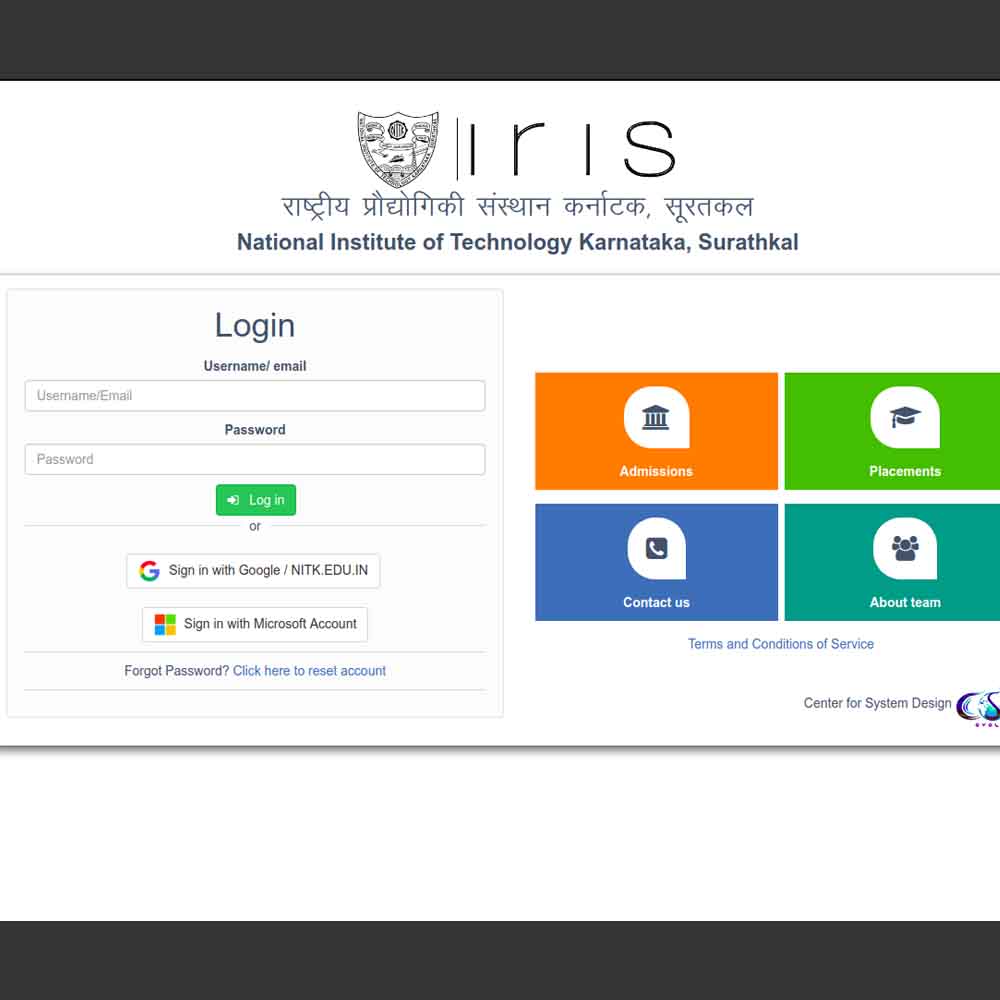 iris
राष्ट्रीय प्रौद्योगिकी संस्थान कर्नाटक, सूरतकल
National Institute of Technology Karnataka, Surathkal
Login
Username/ email
Username/Email
Password
Password
Log in
or
Sign in with Google / NITK.EDU.IN
Sign in with Microsoft Account
Forgot Password? Click here to reset account
Admissions
Placements
Contact us
About team
Terms and Conditions of Service
Center for System Design